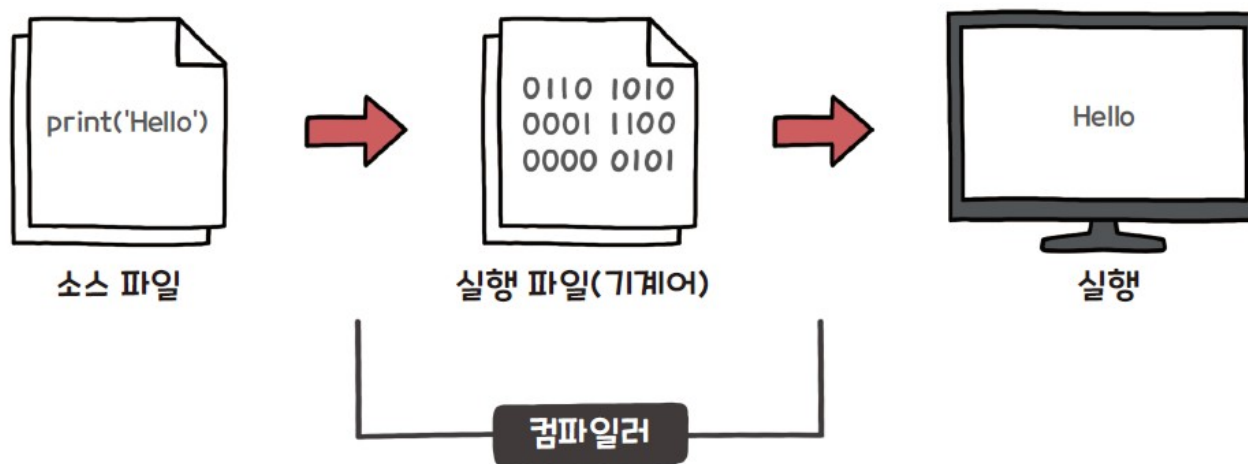 print('Hello')
0110 1010
0001 1100
0000 0101
Hello
소스 파일
실행 파일(기계어)
실행
컴파일러